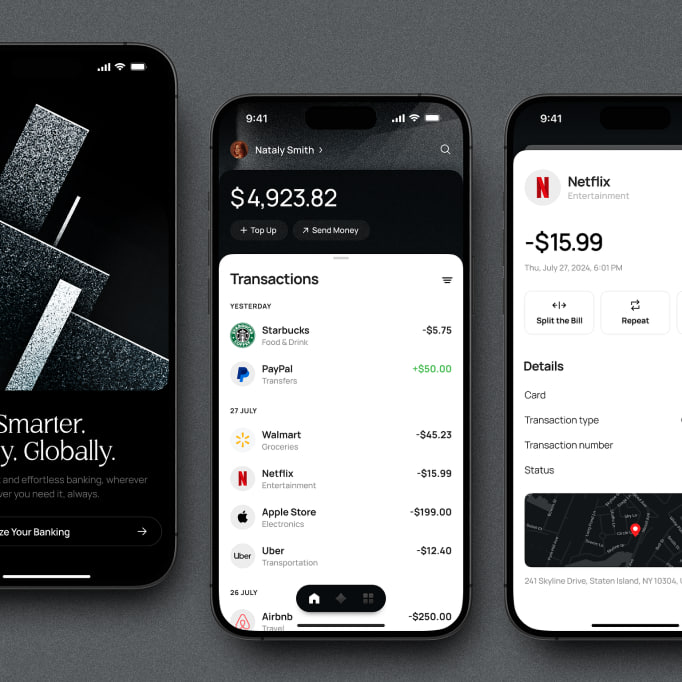 Smarter.
y. Globally.
and effortless banking, wherever
ver you need it, always.
ze Your Banking
9:41
Nataly Smith
$4,923.82
Top Up
Send Money
Transactions
YESTERDAY
Starbucks
-$5.75
Food & Drink
PayPal
+$50.00
Transfers
27 JULY
Walmart
-$45.23
Groceries
Netflix
-$15.99
Entertainment
Apple Store
-$199.00
Electronics
Uber
Uber
-$12.40
Transportation
26 JULY
Airbnb
-$250.00
Travel
9:41
N
Netflix
Entertainment
-$15.99
Thu, July 27, 2024, 6:01 PM
Split the Bill
Repeat
Details
Card
Transaction type
Transaction number
Status
241 Skyline Drive, Staten Island, NY 10304,